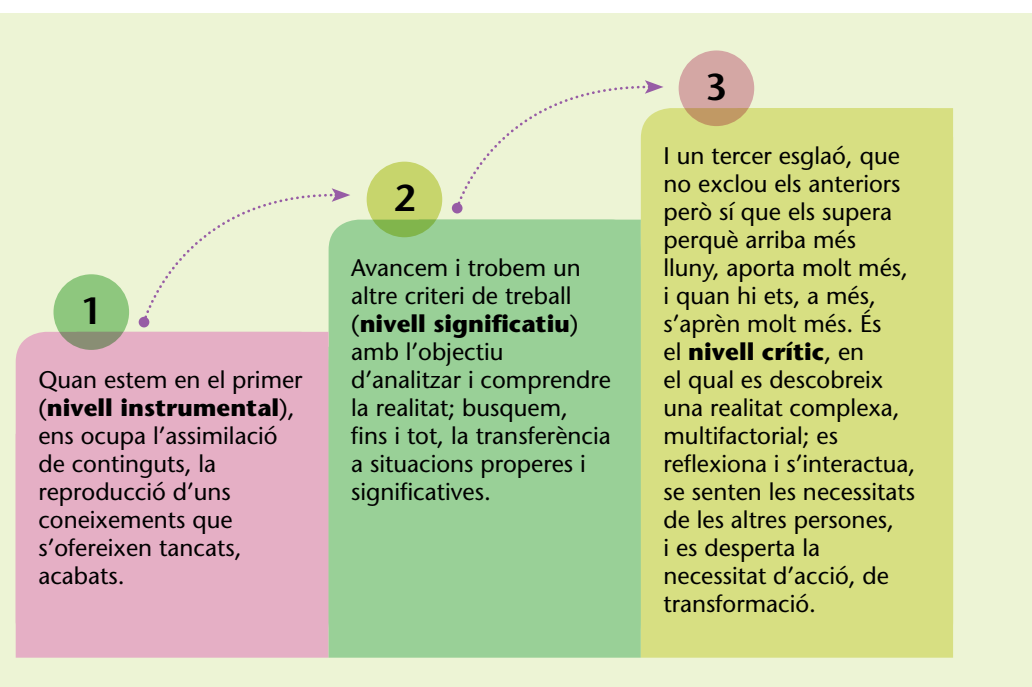 1
Quan estem en el primer
(nivell instrumental),
ens ocupa l'assimilació
de continguts, la
reproducció d'uns
coneixements que
s'ofereixen tancats,
acabats.
2
Avancem i trobem un
altre criteri de treball
(nivell significatiu)
amb l'objectiu
d'analitzar i comprendre
la realitat; busquem,
fins i tot, la transferència
a situacions properes i
significatives.
3
I un tercer esglaó, que
no exclou els anteriors
però sí que els supera
perquè arriba més
lluny, aporta molt més,
i quan hi ets, a més,
s'aprèn molt més. És
el nivell crític, en
el qual es descobreix
una realitat complexa,
multifactorial; es
reflexiona i s'interactua,
se senten les necessitats
de les altres persones,
i es desperta la
necessitat d'acció, de
transformació.